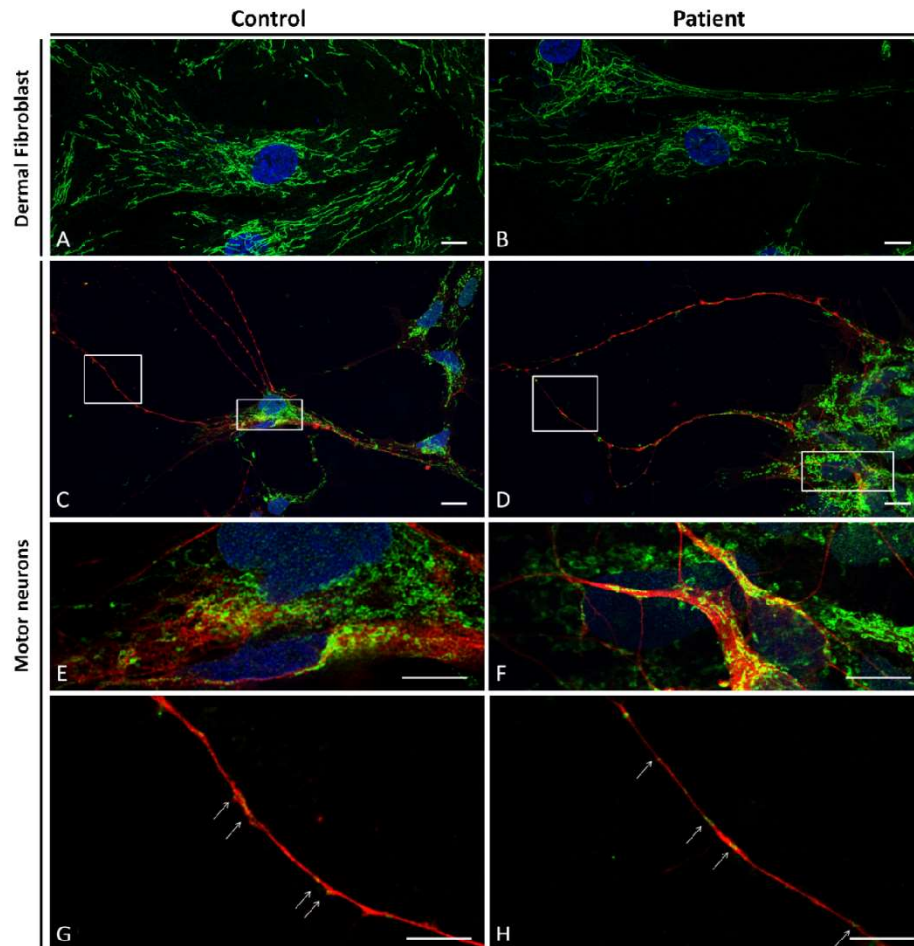 Control Patient
Dermal Fibroblast
A B
Motor neurons
C D
E F
G H